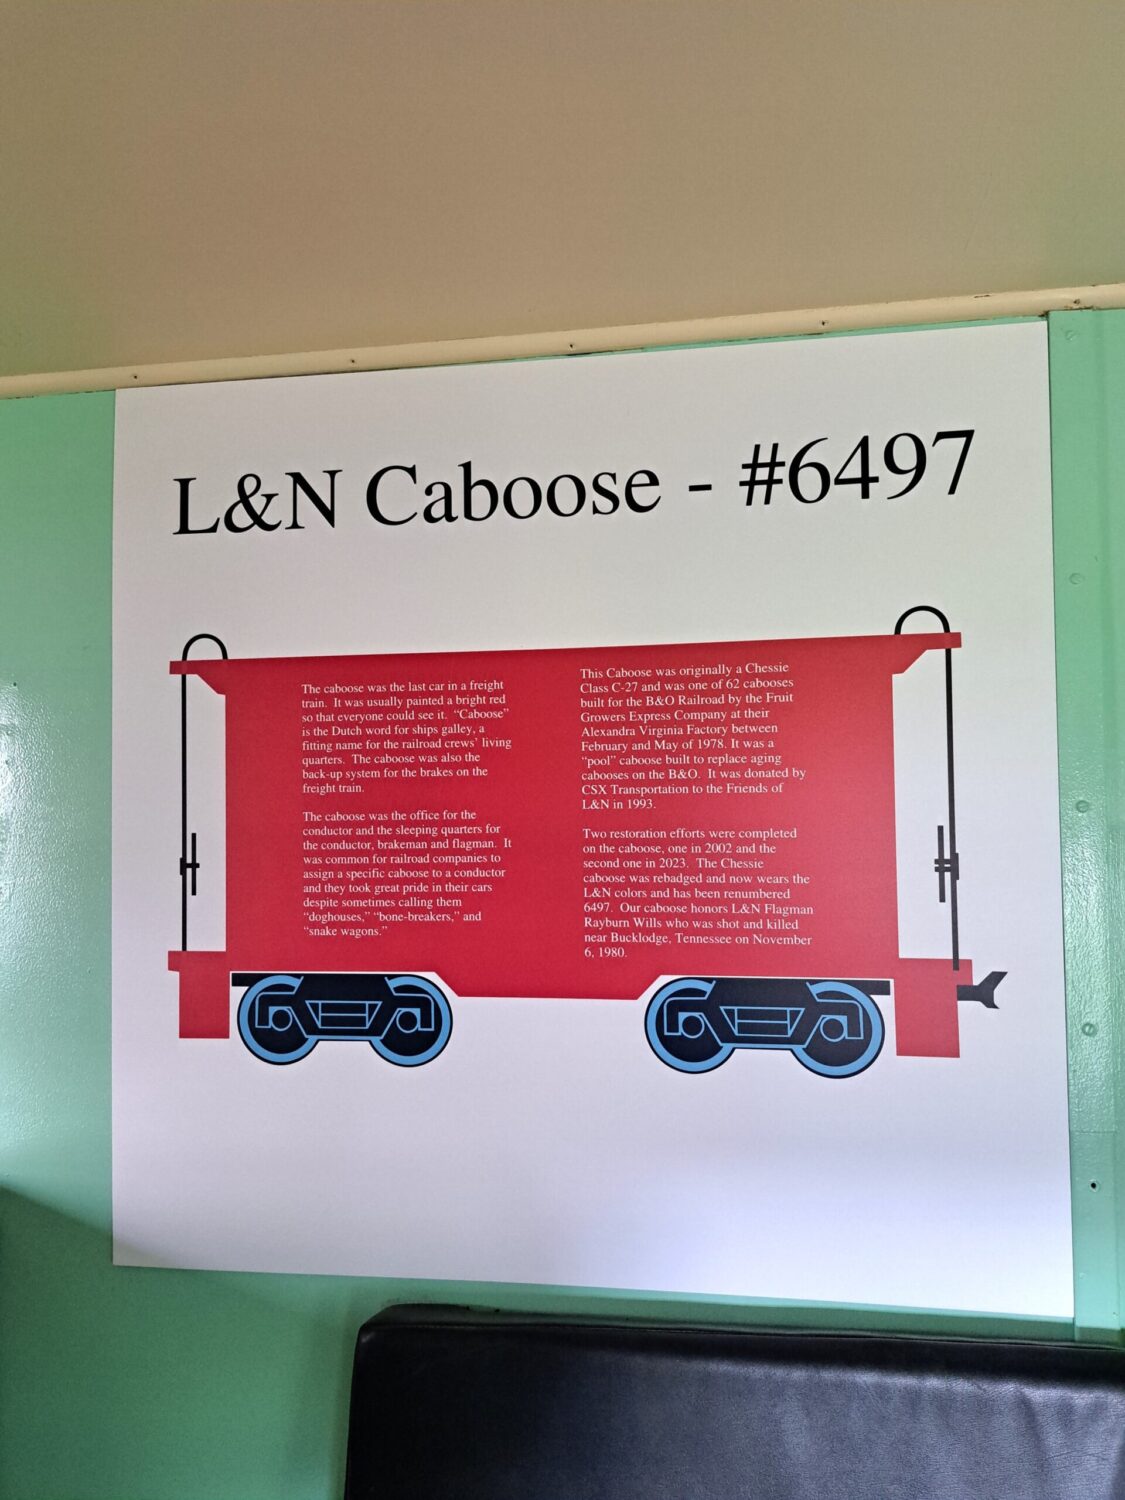 L&N Caboose - #6497
The caboose was the last car in a freight
train.  It was usually painted a bright red
so that everyone could see it.  “Caboose”
is the Dutch word for ships galley, a
fitting name for the railroad crews’ living
quarters.  The caboose was also the
back-up system for the brakes on the
freight train.
The caboose was the office for the
conductor and the sleeping quarters for
the conductor, brakeman and flagman.  It
was common for railroad companies to
assign a specific caboose to a conductor
and they took great pride in their cars
despite sometimes calling them
“doghouses,” “bone-breakers,” and
“snake wagons.”
This Caboose was originally a Chessie
Class C-27 and was one of 62 cabooses
built for the B&O Railroad by the Fruit
Growers Express Company at their
Alexandra Virginia Factory between
February and May of 1978. It was a
“pool” caboose built to replace aging
cabooses on the B&O.  It was donated by
CSX Transportation to the Friends of
L&N in 1993.
Two restoration efforts were completed
on the caboose, one in 2002 and the
second one in 2023.  The Chessie
caboose was rebadged and now wears the
L&N colors and has been renumbered
6497.  Our caboose honors L&N Flagman
Rayburn Wills who was shot and killed
near Bucklodge, Tennessee on November
6, 1980.